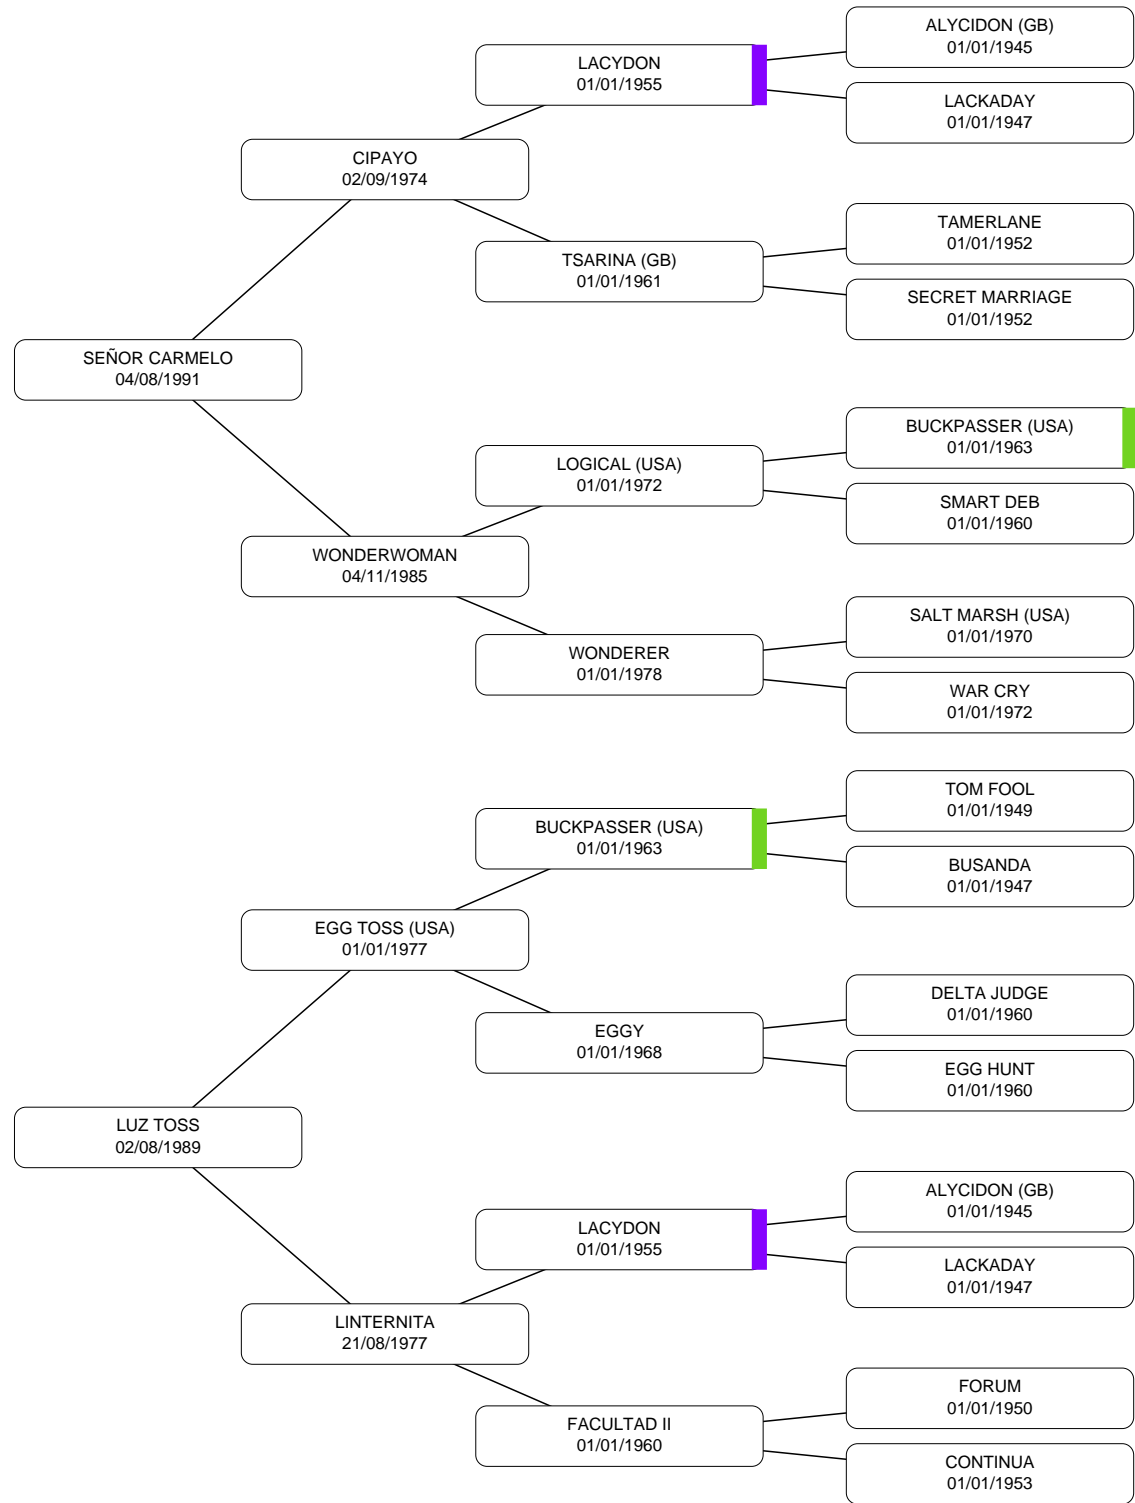 ALYCIDON (GB)
01/01/1945
LACYDON
01/01/1955
LACKADAY
01/01/1947
CIPAYO
02/09/1974
TAMERLANE
01/01/1952
TSARINA (GB)
01/01/1961
SECRET MARRIAGE
01/01/1952
SEÑOR CARMELO
04/08/1991
BUCKPASSER (USA)
01/01/1963
LOGICAL (USA)
01/01/1972
SMART DEB
01/01/1960
WONDERWOMAN
04/11/1985
SALT MARSH (USA)
01/01/1970
WONDERER
01/01/1978
WAR CRY
01/01/1972
TOM FOOL
01/01/1949
BUCKPASSER (USA)
01/01/1963
BUSANDA
01/01/1947
EGG TOSS (USA)
01/01/1977
DELTA JUDGE
01/01/1960
EGGY
01/01/1968
EGG HUNT
01/01/1960
LUZ TOSS
02/08/1989
ALYCIDON (GB)
01/01/1945
LACYDON
01/01/1955
LACKADAY
01/01/1947
LINTERNITA
21/08/1977
FORUM
01/01/1950
FACULTAD II
01/01/1960
CONTINUA
01/01/1953